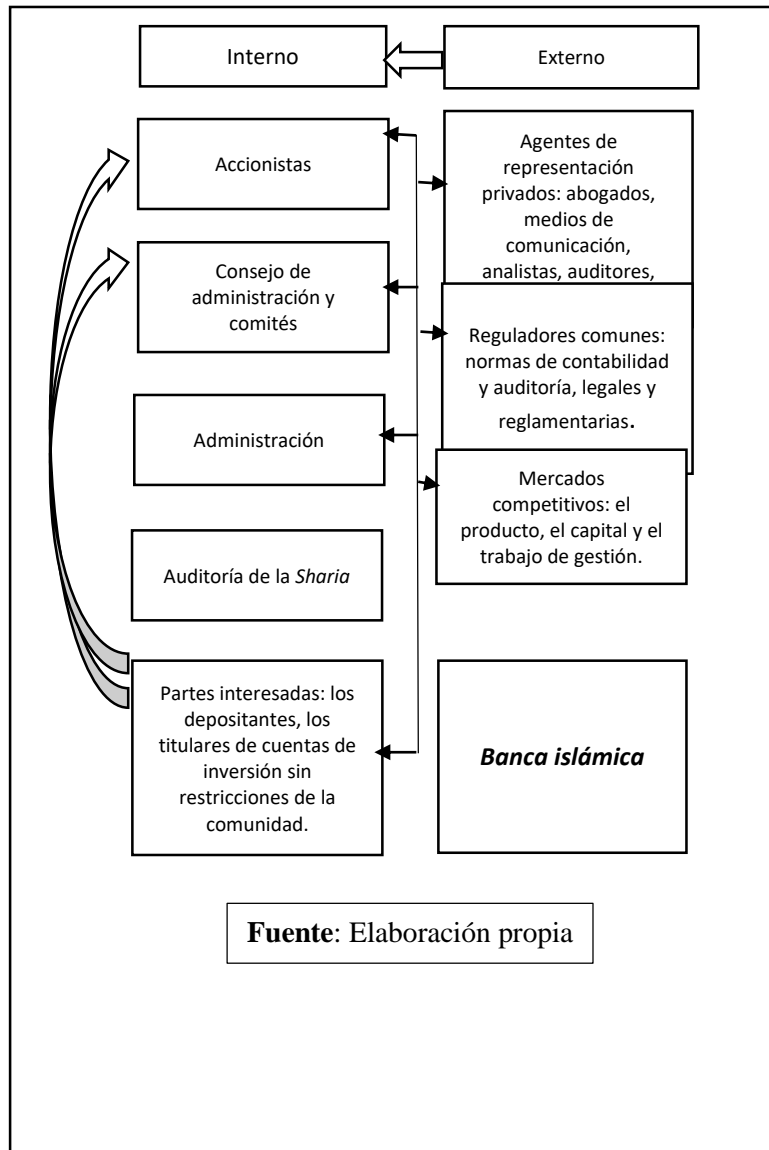 Interno
Externo
Accionistas
Agentes de
representación
privados: abogados,
medios de
comunicación,
analistas, auditores,
Consejo de
administración y
comités
Reguladores comunes:
normas de contabilidad
y auditoría, legales y
reglamentarias.
Administración
Mercados
competitivos: el
producto, el capital y el
trabajo de gestión.
Auditoría de la Sharia
Partes interesadas: los
depositantes, los
titulares de cuentas de
inversión sin
restricciones de la
comunidad.
Banca islámica
Fuente: Elaboración propia